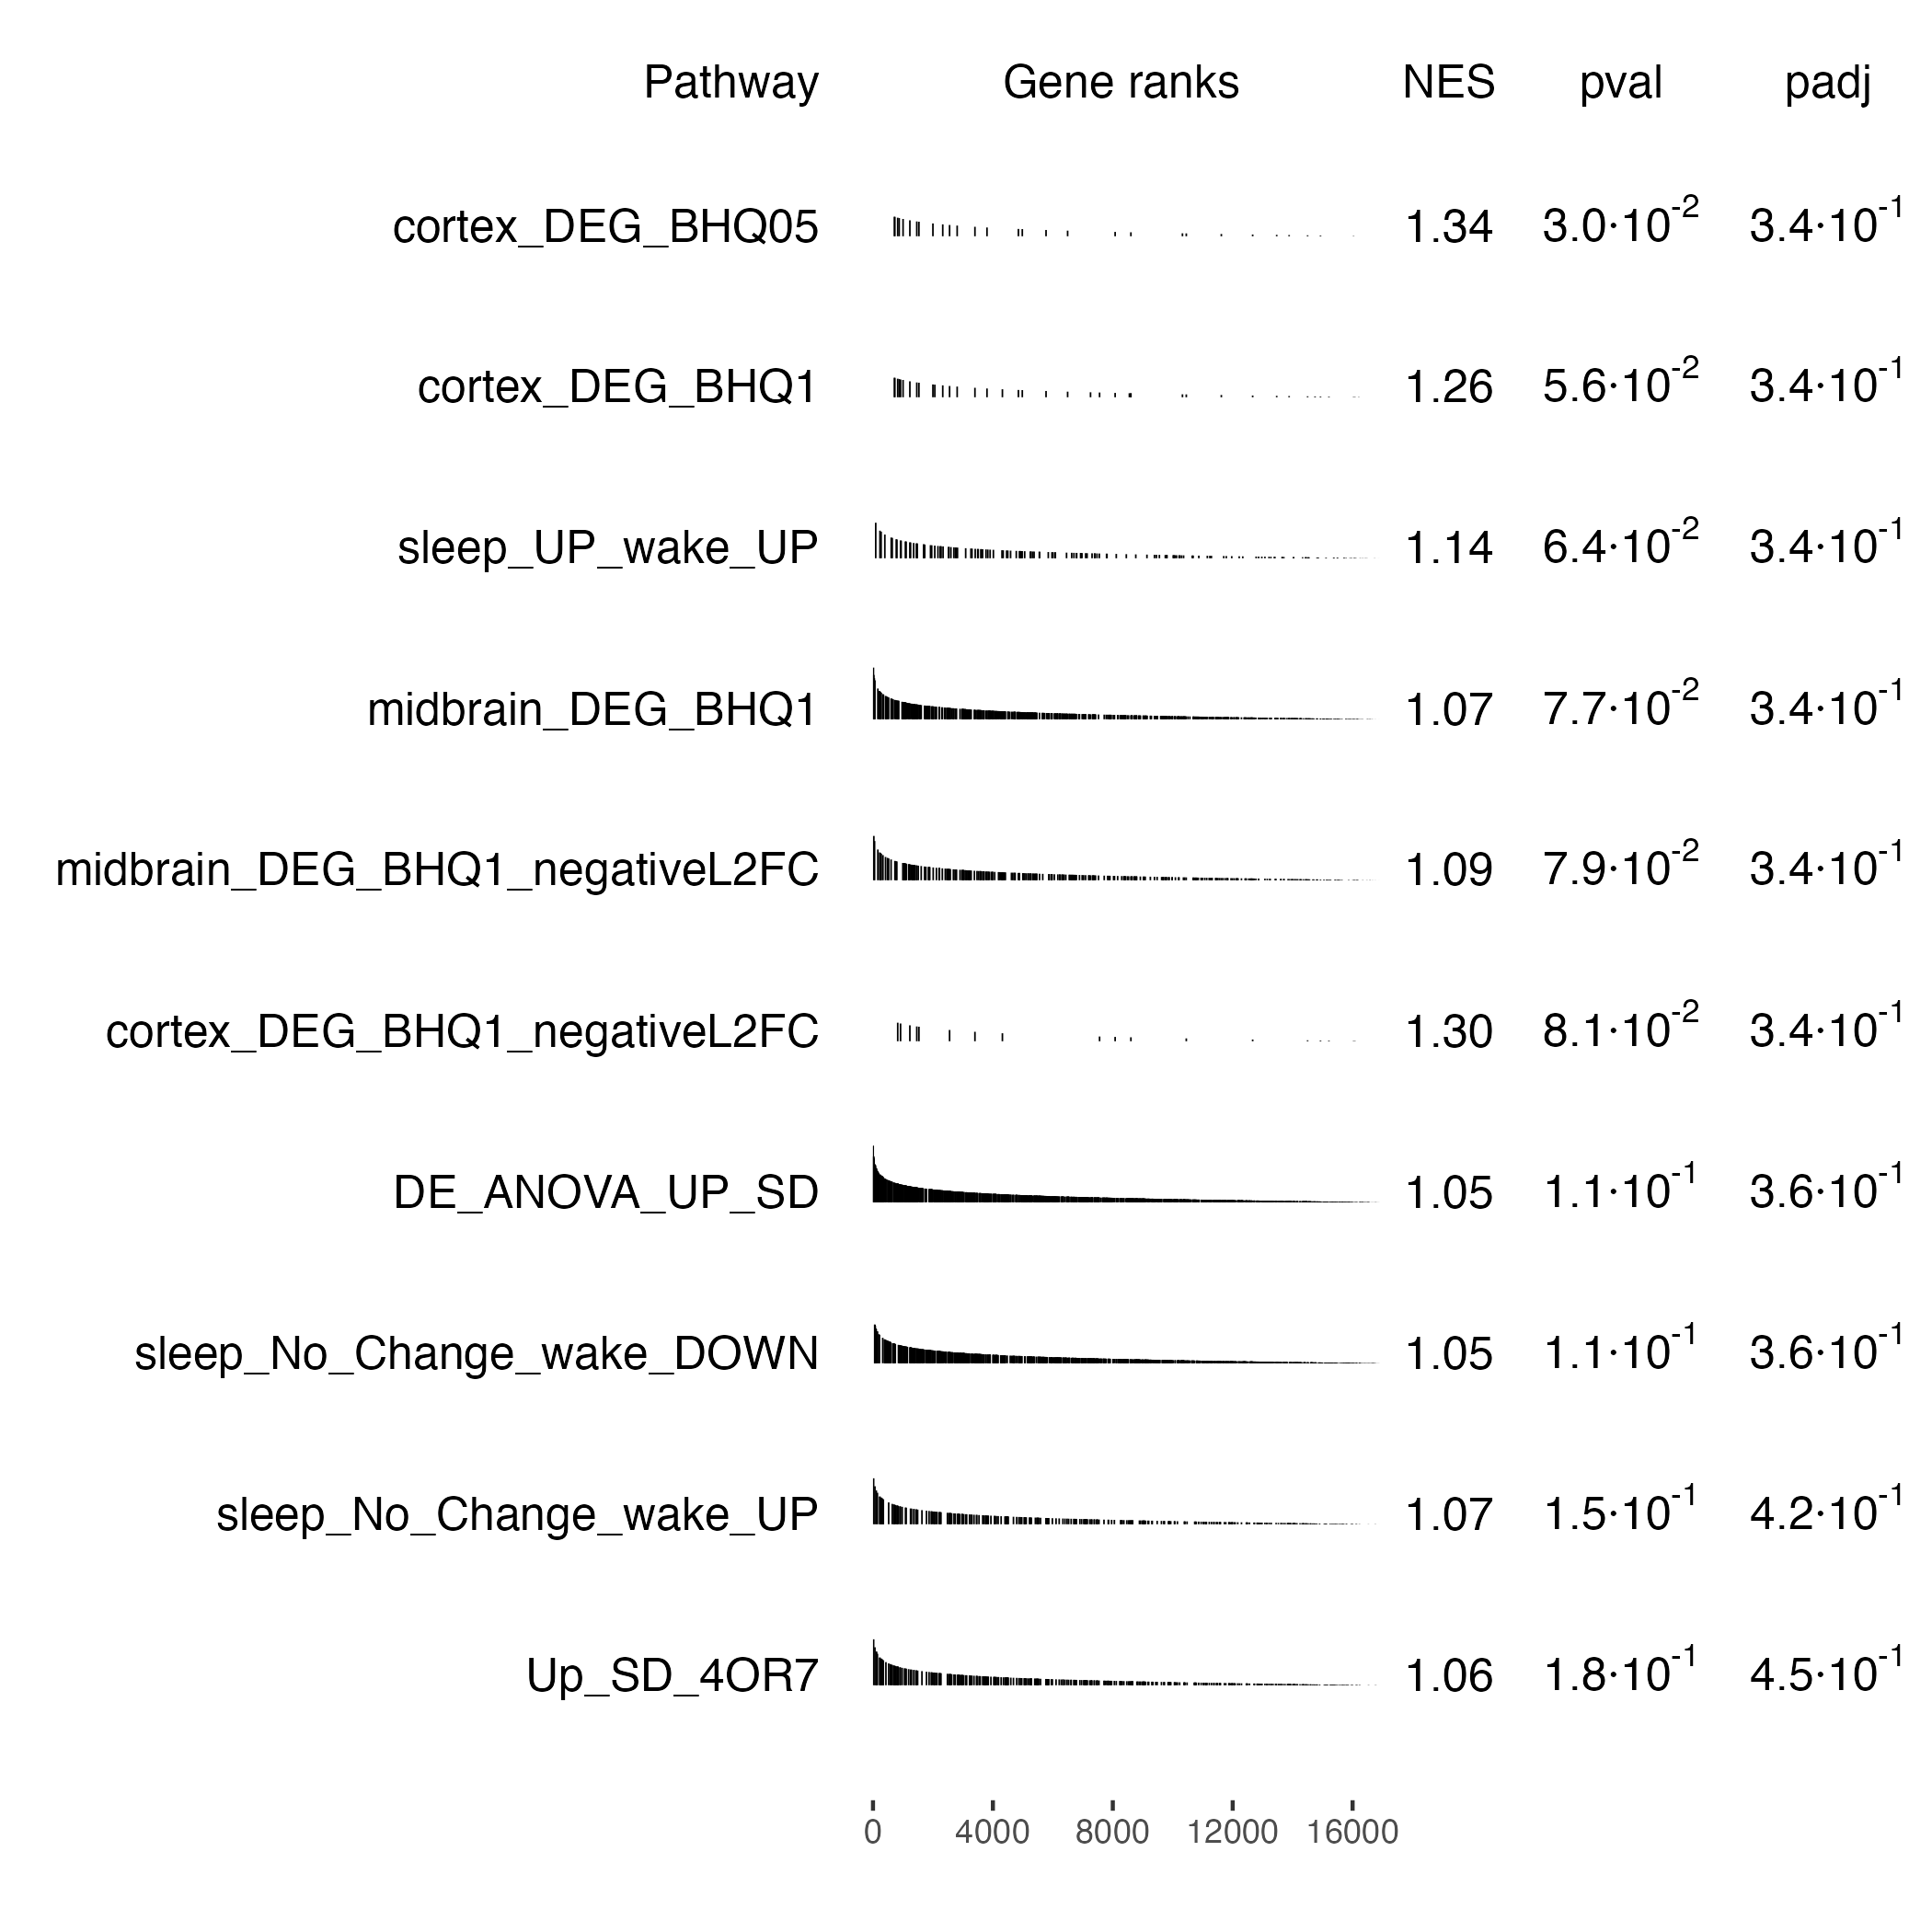 Pathway Gene ranks NES pval padj
cortex_DEG_BHQ05 1.34 3.0·10⁻² 3.4·10⁻¹
cortex_DEG_BHQ1 1.26 5.6·10⁻² 3.4·10⁻¹
sleep_UP_wake_UP 1.14 6.4·10⁻² 3.4·10⁻¹
midbrain_DEG_BHQ1 1.07 7.7·10⁻² 3.4·10⁻¹
midbrain_DEG_BHQ1_negativeL2FC 1.09 7.9·10⁻² 3.4·10⁻¹
cortex_DEG_BHQ1_negativeL2FC 1.30 8.1·10⁻² 3.4·10⁻¹
DE_ANOVA_UP_SD 1.05 1.1·10⁻¹ 3.6·10⁻¹
sleep_No_Change_wake_DOWN 1.05 1.1·10⁻¹ 3.6·10⁻¹
sleep_No_Change_wake_UP 1.07 1.5·10⁻¹ 4.2·10⁻¹
Up_SD_4OR7 1.06 1.8·10⁻¹ 4.5·10⁻¹
0 4000 8000 12000 16000